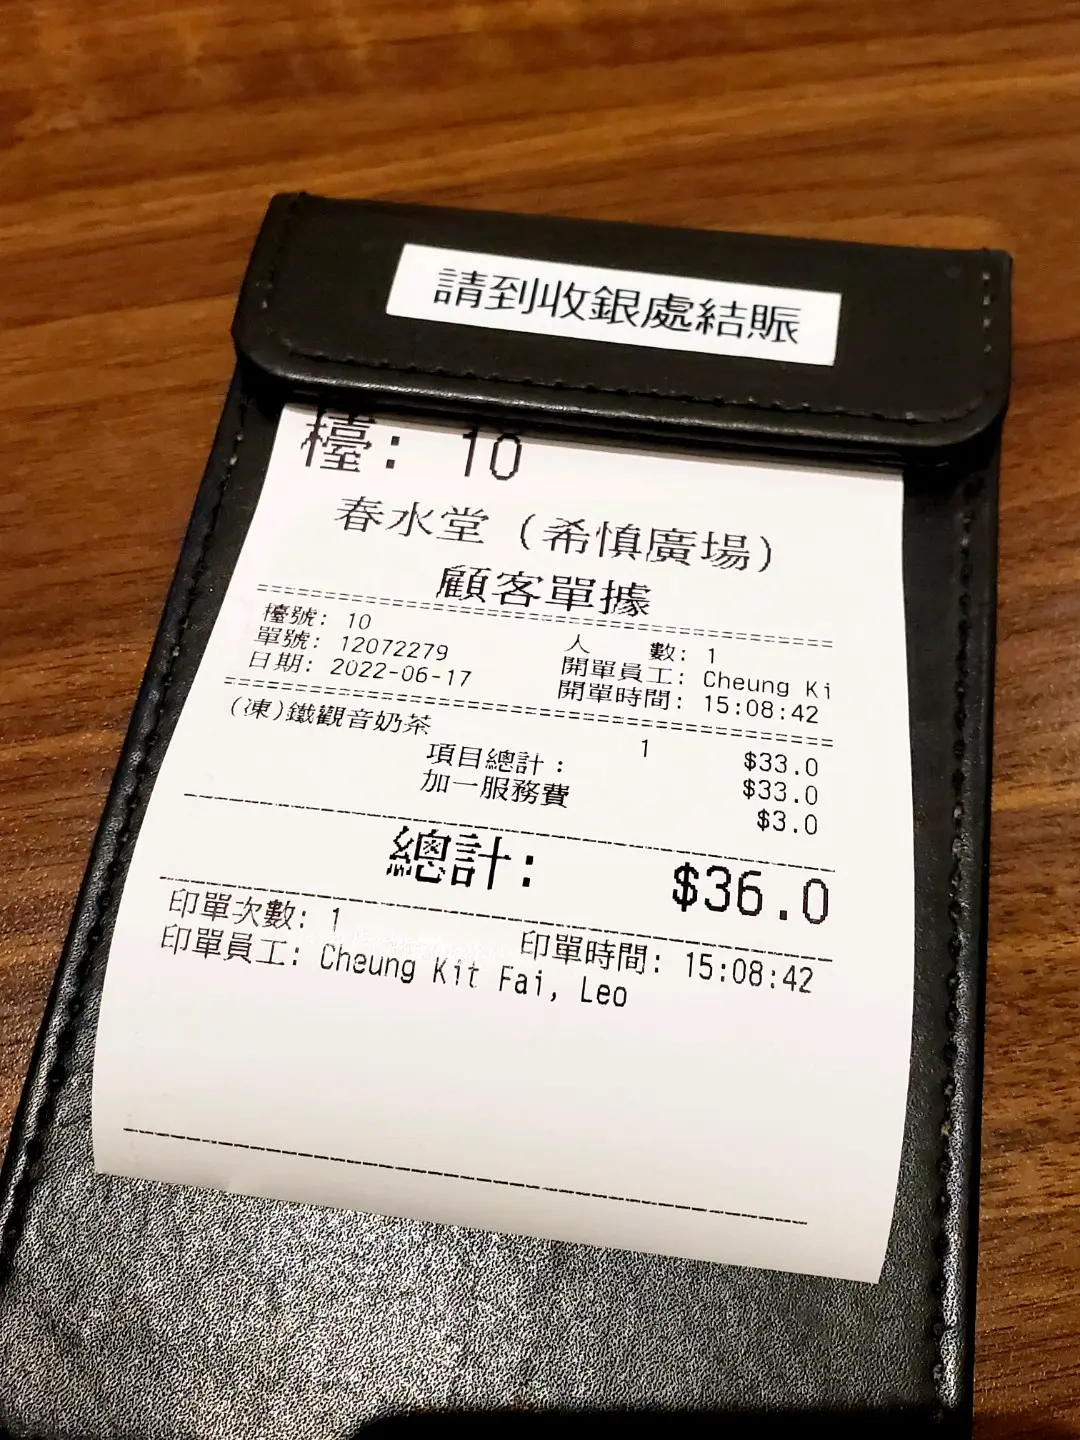 請到收銀處結賬
檯: 10
春水堂 (希慎廣場)
顧客單據
檯號: 10 人 數: 1
單號: 12072279 開單員工: Cheung Ki
日期: 2022-06-17 開單時間: 15:08:42
(凍)鐵觀音奶茶 1 $33.0
項目總計: $33.0
加一服務費 $3.0
總計: $36.0
印單次數: 1 印單時間: 15:08:42
印單員工: Cheung Kit Fai, Leo